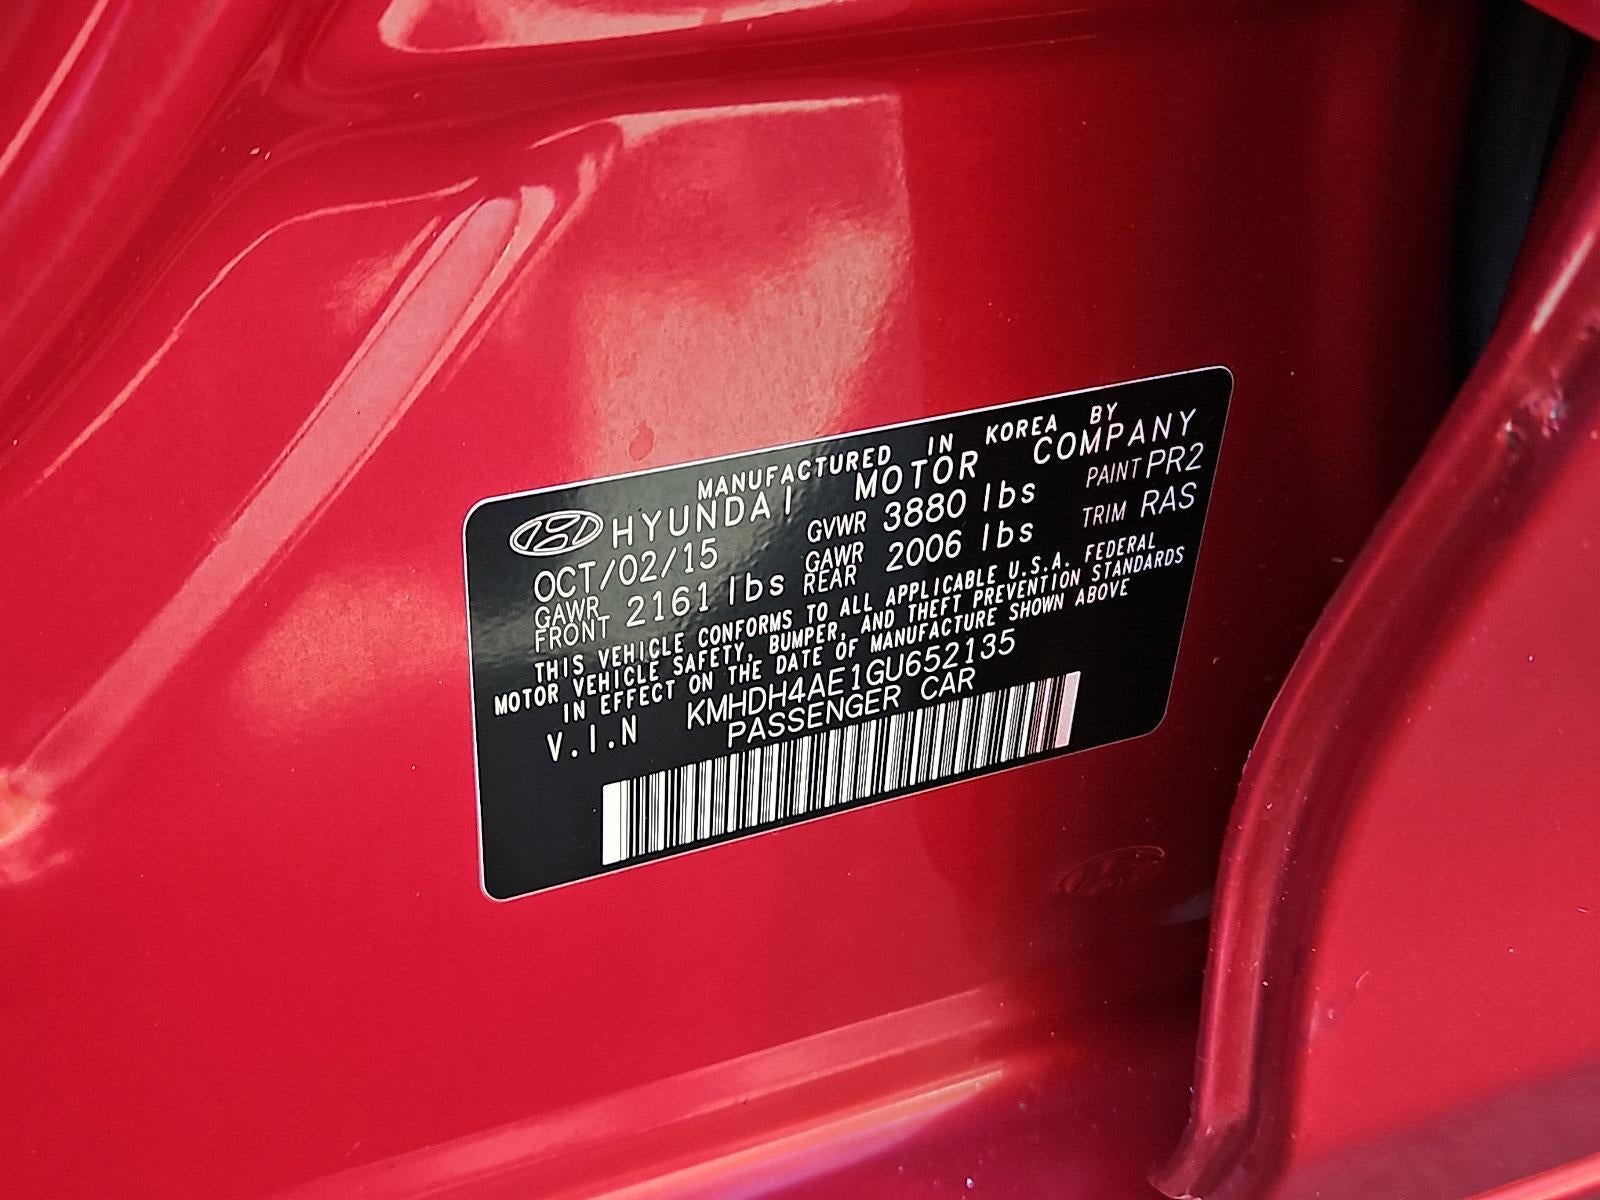 MANUFACTURED IN KOREA BY
HYUNDAI MOTOR COMPANY
OCT/02/15 GVWR 3880 lbs PAINT PR2
GAWR FRONT 2161 lbs GAWR REAR 2006 lbs TRIM RAS
THIS VEHICLE CONFORMS TO ALL APPLICABLE U.S.A. FEDERAL
MOTOR VEHICLE SAFETY, BUMPER, AND THEFT PREVENTION STANDARDS
IN EFFECT ON THE DATE OF MANUFACTURE SHOWN ABOVE
V.I.N KMHDH4AE1GU652135
PASSENGER CAR